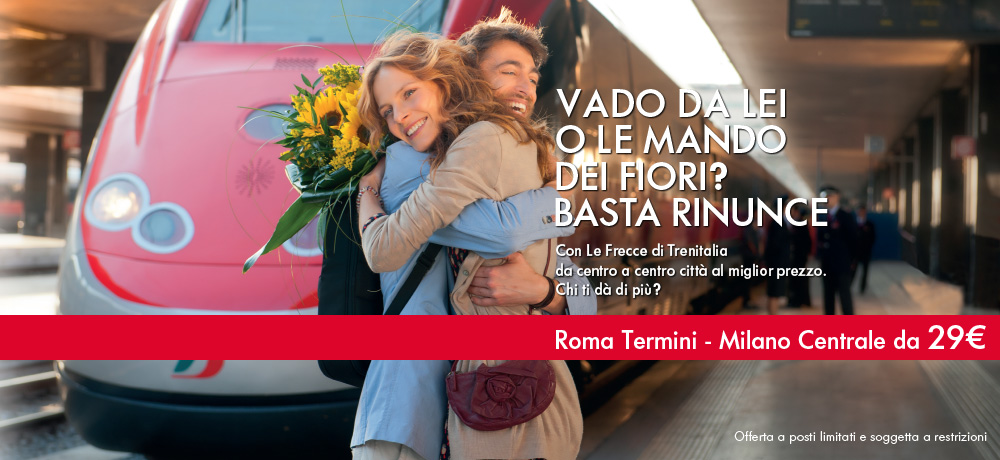 VADO DA LEI
O LE MANDO
DEI FIORI?
BASTA RINUNCE
Con Le Frecce di Trenitalia
da centro a centro città al miglior prezzo.
Chi ti dà di più?
Roma Termini - Milano Centrale da 29€
Offerta a posti limitati e soggetta a restrizioni